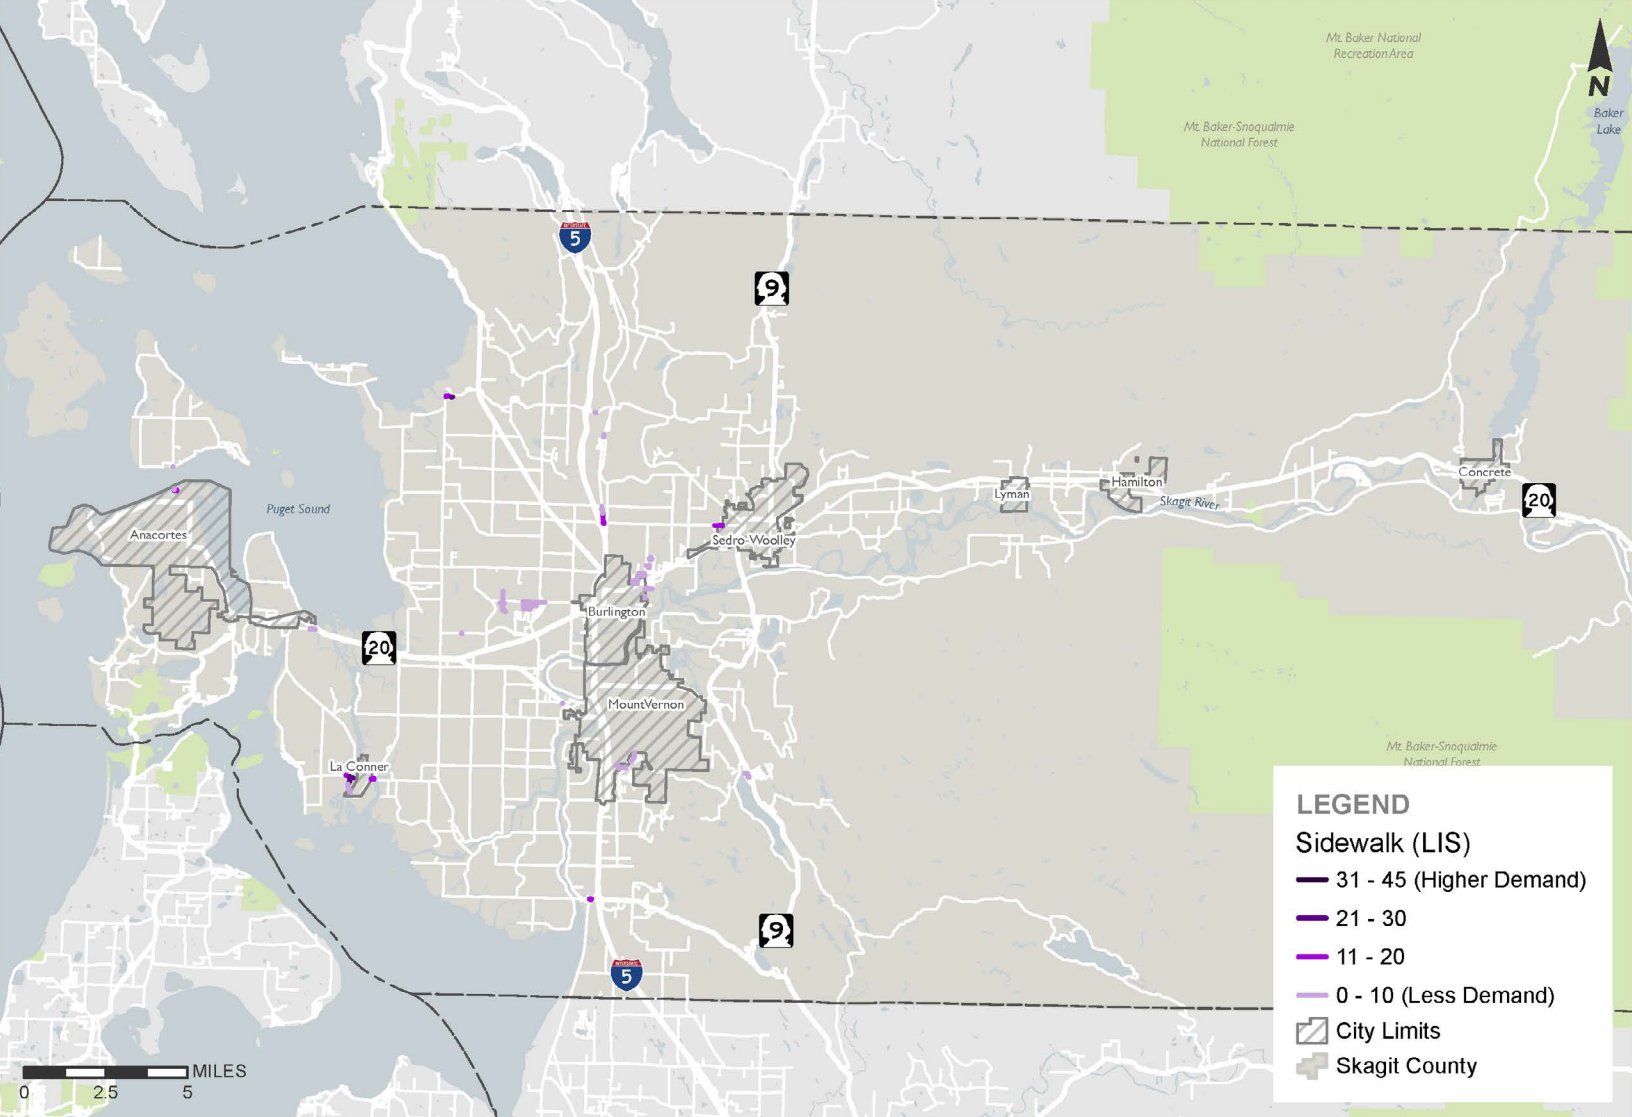 Mt. Baker National
Recreation Area
N
Baker
Lake
Mt. Baker-Snoqualmie
National Forest
5
9
Puget Sound
Anacortes
Concrete
Hamilton
Lyman
Skagit River
20
Sedro-Woolley
Burlington
20
Mount Vernon
La Conner
Mt. Baker-Snoqualmie
National Forest
9
5
LEGEND
Sidewalk (LIS)
31 - 45 (Higher Demand)
21 - 30
11 - 20
0 - 10 (Less Demand)
City Limits
Skagit County
MILES
0 2.5 5